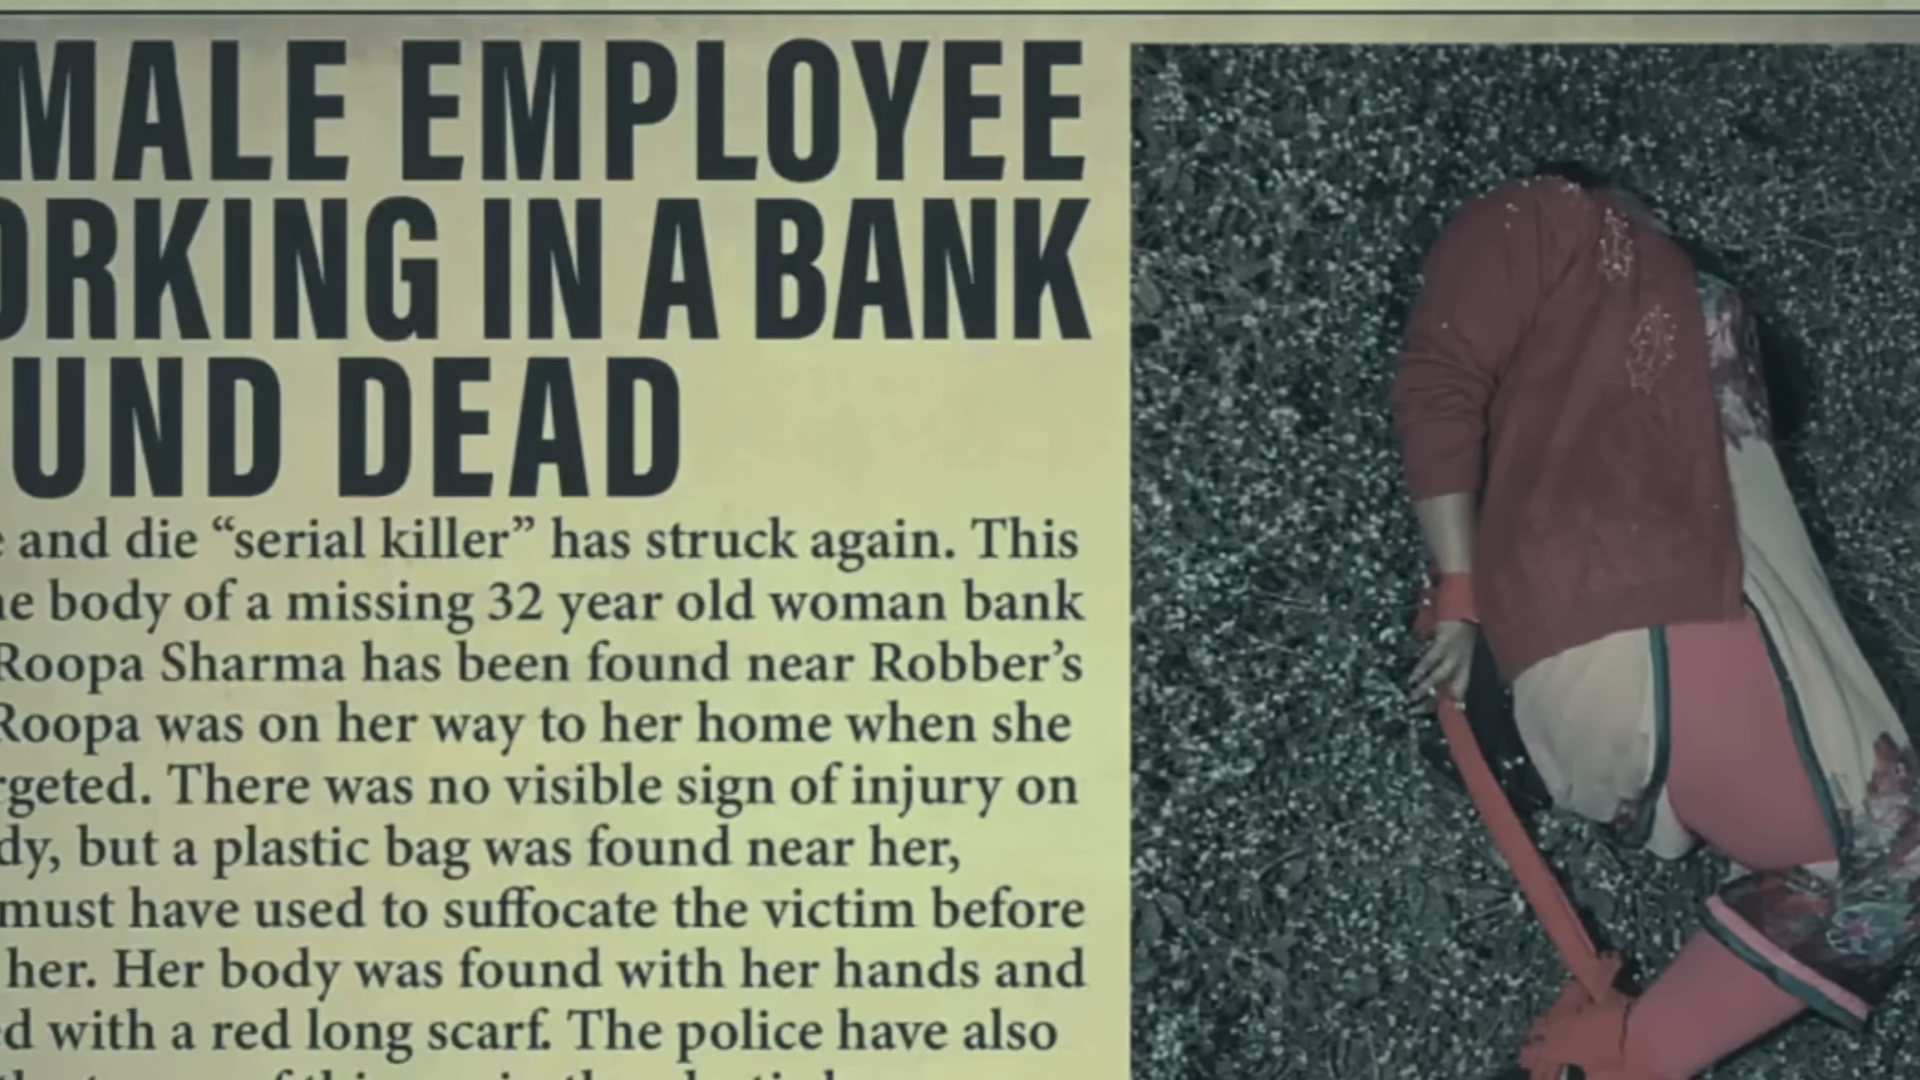 MALE EMPLOYEE
ORKING IN A BANK
UND DEAD
e and die “serial killer” has struck again. This
he body of a missing 32 year old woman bank
Roopa Sharma has been found near Robber’s
Roopa was on her way to her home when she
rgeted. There was no visible sign of injury on
dy, but a plastic bag was found near her,
must have used to suffocate the victim before
her. Her body was found with her hands and
ed with a red long scarf. The police have also